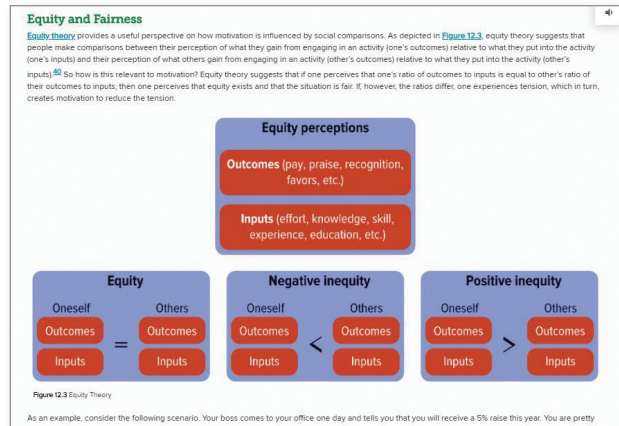 Equity and Fairness
Equity theory provides a useful perspective on how motivation is influenced by social comparisons. As depicted in Figure 12.3, equity theory suggests that
people make comparisons between their perception of what they gain from engaging in an activity (one's outcomes) relative to what they put into the activity
(one's inputs) and their perception of what others gain from engaging in an activity (other's outcomes) relative to what they put into the activity (other's
inputs).40 So how is this relevant to motivation? Equity theory suggests that if one perceives that one's ratio of outcomes to inputs is equal to other's ratio of
their outcomes to inputs, then one perceives that equity exists and that the situation is fair. If, however, the ratios differ, one experiences tension, which in turn,
creates motivation to reduce the tension.
Equity perceptions
Outcomes (pay, praise, recognition,
favors, etc.)
Inputs (effort, knowledge, skill,
experience, education, etc.)
Equity
Oneself Others
Outcomes = Outcomes
Inputs Inputs
Negative inequity
Oneself Others
Outcomes < Outcomes
Inputs Inputs
Positive inequity
Oneself Others
Outcomes > Outcomes
Inputs Inputs
Figure 12.3 Equity Theory
As an example, consider the following scenario. Your boss comes to your office one day and tells you that you will receive a 5% raise this year. You are pretty